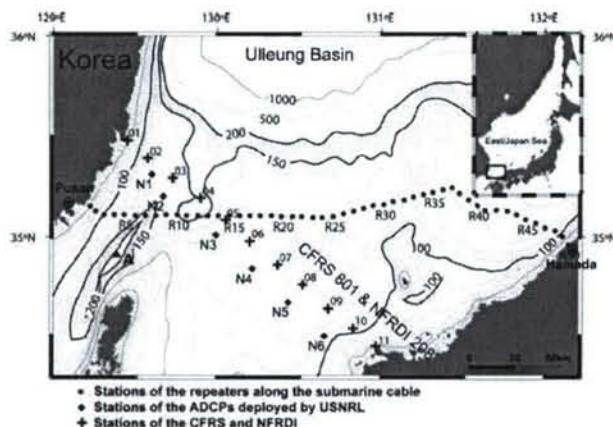 129°E 130°E 131°E 132°E
36°N 36°N
Korea
Ulleung Basin
1000
500
200
150
East/Japan Sea
01
02
03
04
N1
N2
100
Pusan
R5 R10 R15 R20 R25 R30 R35 R40 R45
05
35°N 35°N
N3
06
150
A
200
07
N4
08
N5
09
N6
10
11
CFRS 601 & NFRDI 208
100
100
100
Hamada
• Stations of the repeaters along the submarine cable
◆ Stations of the ADCPs deployed by USNRL
+ Stations of the CFRS and NFRDI